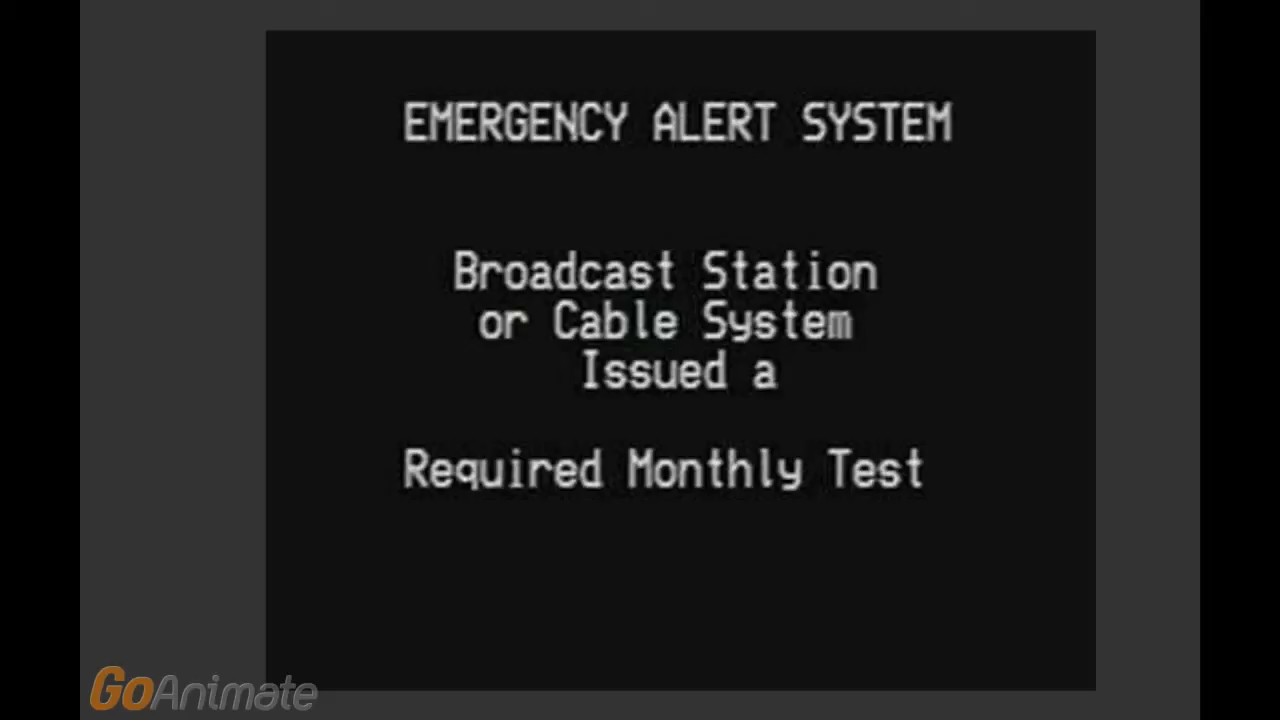 EMERGENCY ALERT SYSTEM
Broadcast Station
or Cable System
Issued a
Required Monthly Test
GoAnimate